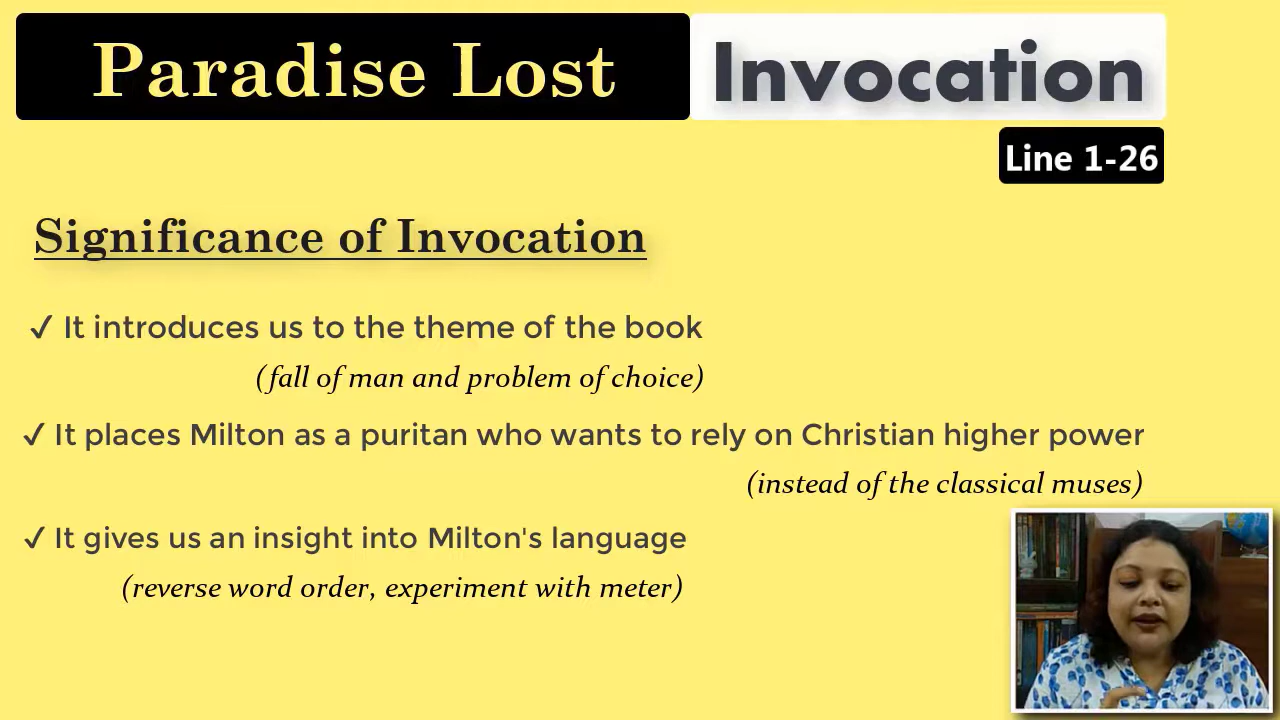 Paradise Lost Invocation
Line 1-26
Significance of Invocation
✓ It introduces us to the theme of the book
(fall of man and problem of choice)
✓ It places Milton as a puritan who wants to rely on Christian higher power
(instead of the classical muses)
✓ It gives us an insight into Milton's language
(reverse word order, experiment with meter)